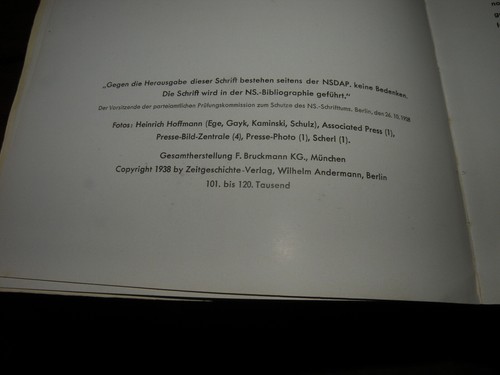 „Gegen die Herausgabe dieser Schrift bestehen seitens der NSDAP. keine Bedenken.
Die Schrift wird in der NS.-Bibliographie geführt.“
Der Vorsitzende der parteiamtlichen Prüfungskommission zum Schutze des NS.-Schrifttums. Berlin, den 26.10.1938
Fotos: Heinrich Hoffmann (Ege, Gayk, Kaminski, Schulz), Associated Press (1),
Presse-Bild-Zentrale (4), Presse-Photo (1), Scherl (1).
Gesamtherstellung F. Bruckmann KG., München
Copyright 1938 by Zeitgeschichte-Verlag, Wilhelm Andermann, Berlin
101. bis 120. Tausend